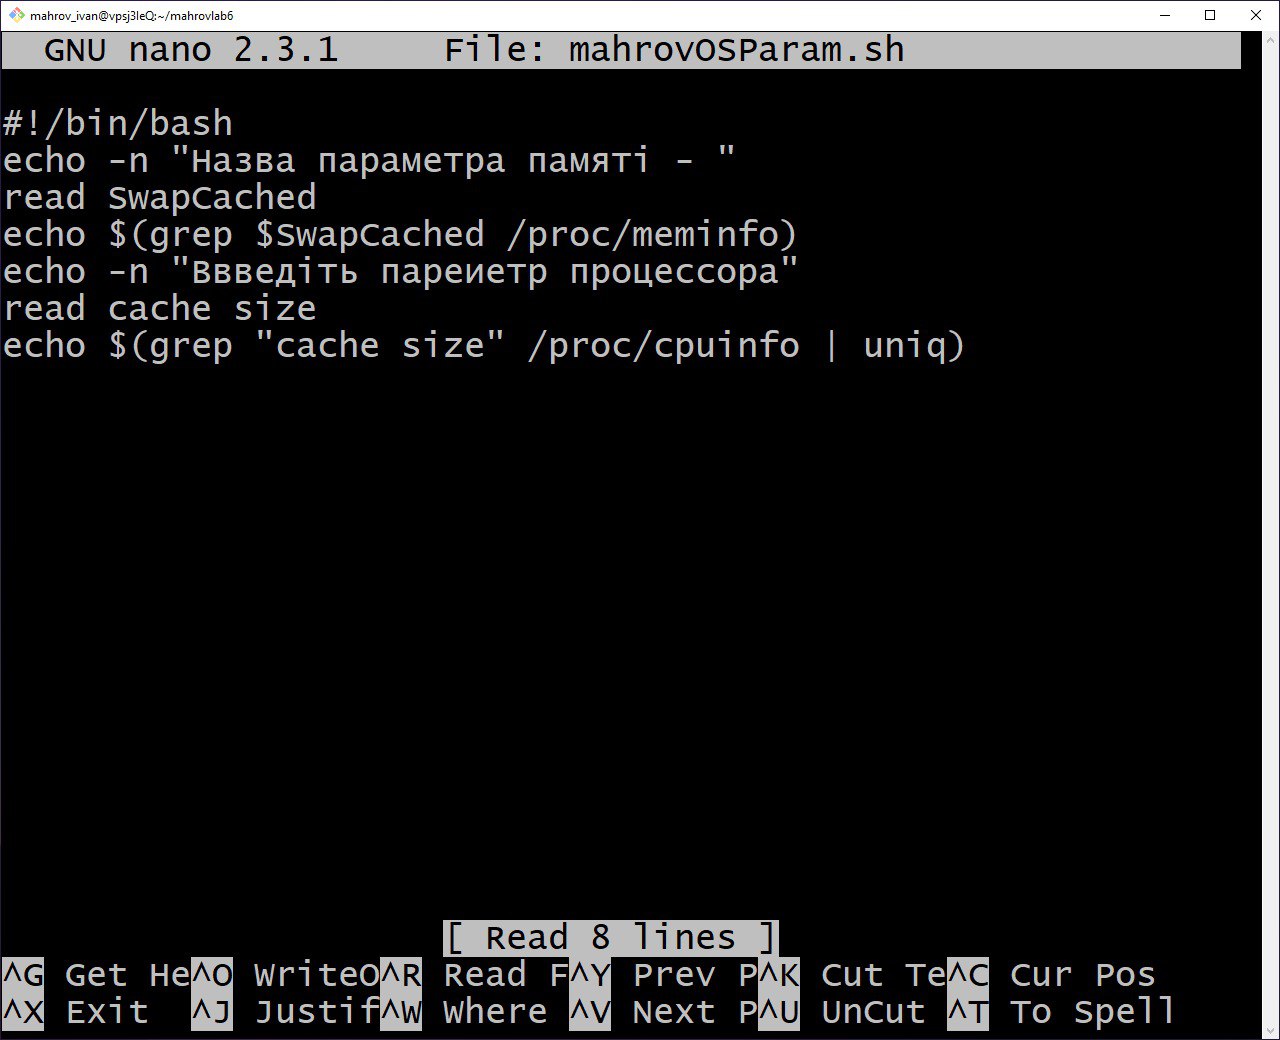 mahrov_ivan@vpsj3leQ:~/mahrovlab6
GNU nano 2.3.1 File: mahrovOSParam.sh
#!/bin/bash
echo -n "Назва параметра памяті - "
read SwapCached
echo $(grep $SwapCached /proc/meminfo)
echo -n "Ввведіть пареиетр процессора"
read cache size
echo $(grep "cache size" /proc/cpuinfo | uniq)
[ Read 8 lines ]
^G Get He^O WriteO^R Read F^Y Prev P^K Cut Te^C Cur Pos
^X Exit ^J Justif^W Where ^V Next P^U UnCut ^T To Spell